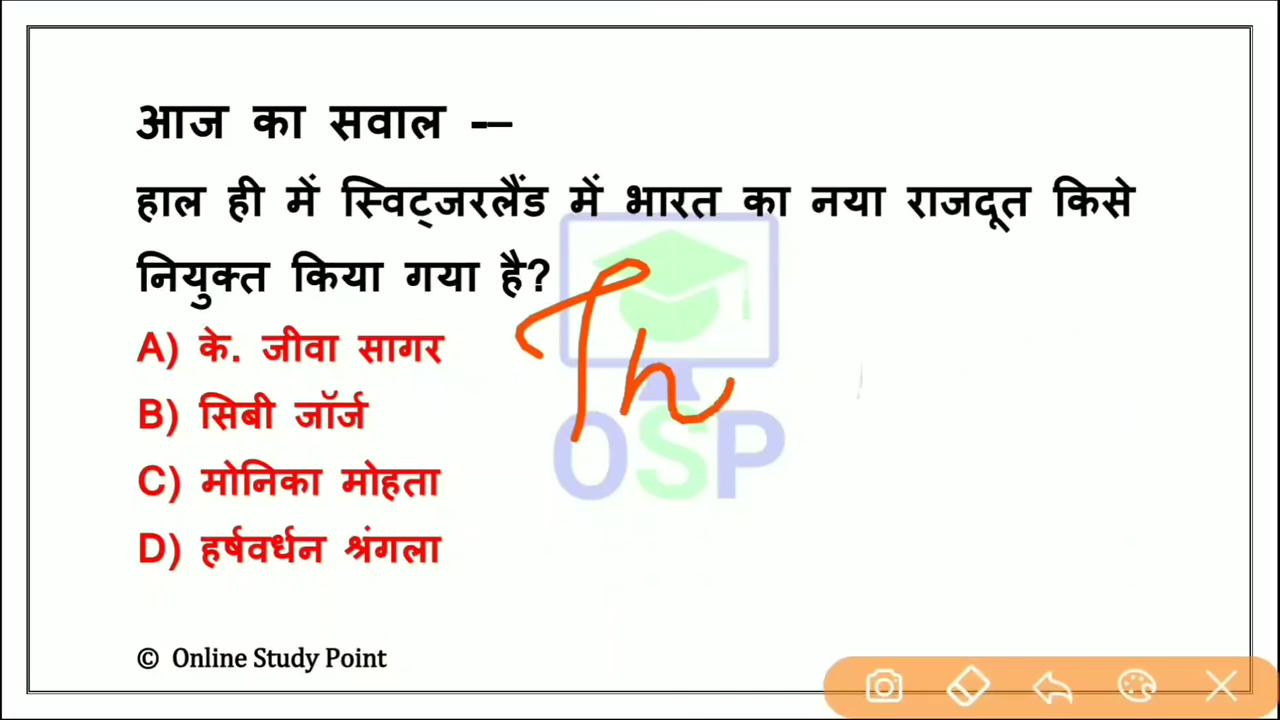 आज का सवाल -–
हाल ही में स्विट्जरलैंड में भारत का नया राजदूत किसे
नियुक्त किया गया है?
A) के. जीवा सागर
B) सिबी जॉर्ज
C) मोनिका मोहता
D) हर्षवर्धन श्रंगला
Th
OSP
© Online Study Point